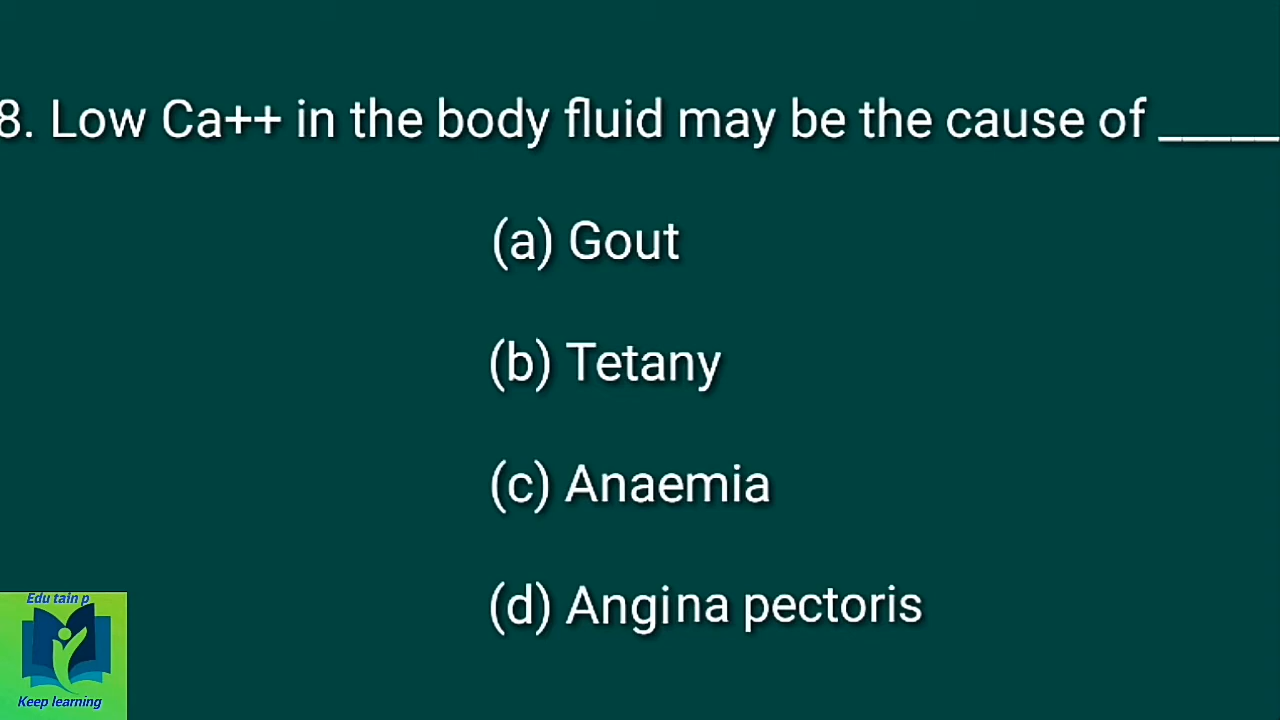 8. Low Ca++ in the body fluid may be the cause of _____
(a) Gout
(b) Tetany
(c) Anaemia
(d) Angina pectoris
Edu tain p
Keep learning